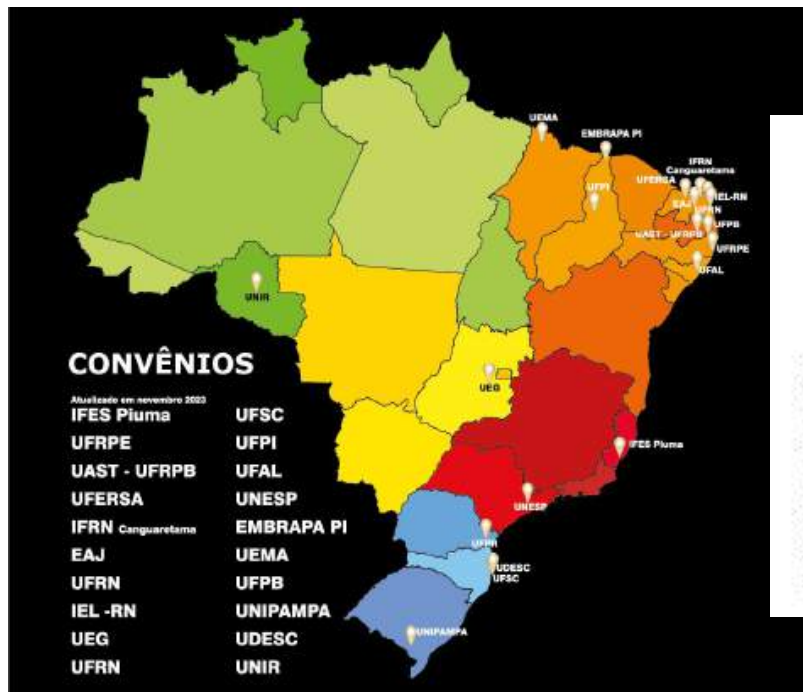 UEMA
EMBRAPA PI
IFRN
Canguaretama
UFERSA
UFPI
EAJ
IEL-RN
UFRN
UFPB
UAST - UFRPB
UFRPE
UFAL
UNIR
CONVÊNIOS
UEG
Atualizado em novembro 2023
IFES Piuma
UFSC
UFRPE
UFPI
UAST - UFRPB
UFAL
UFERSA
UNESP
IFRN Canguaretama
EMBRAPA PI
EAJ
UEMA
UFRN
UFPB
IEL -RN
UNIPAMPA
UEG
UDESC
UFRN
UNIR
IFES Piuma
UNESP
UFPR
UDESC
UFSC
UNIPAMPA